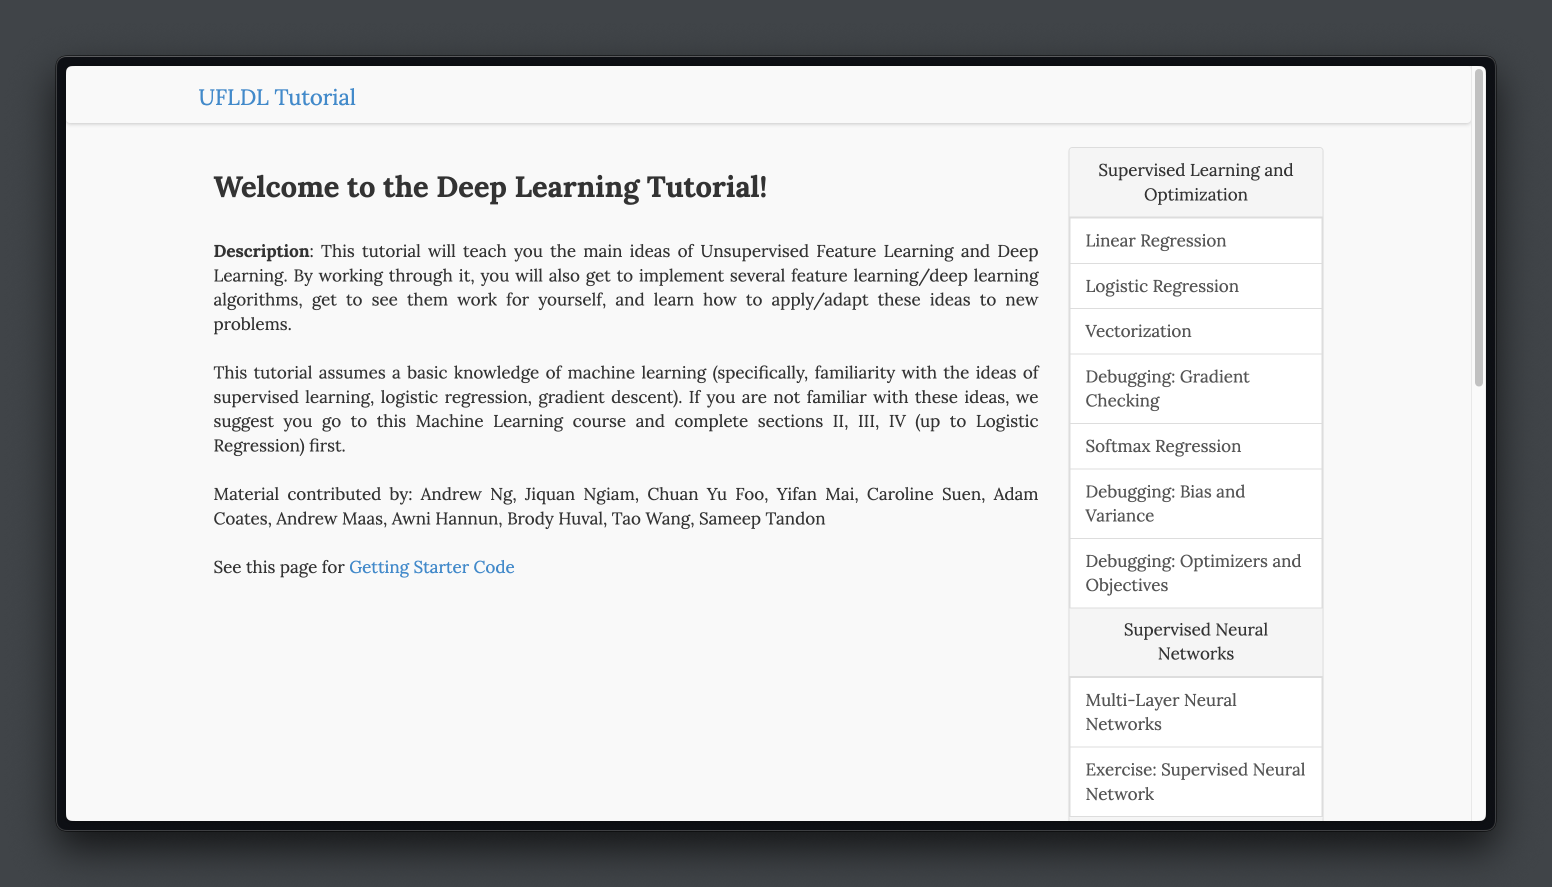 UFLDL Tutorial
Welcome to the Deep Learning Tutorial!
Description: This tutorial will teach you the main ideas of Unsupervised Feature Learning and Deep
Learning. By working through it, you will also get to implement several feature learning/deep learning
algorithms, get to see them work for yourself, and learn how to apply/adapt these ideas to new
problems.
This tutorial assumes a basic knowledge of machine learning (specifically, familiarity with the ideas of
supervised learning, logistic regression, gradient descent). If you are not familiar with these ideas, we
suggest you go to this Machine Learning course and complete sections II, III, IV (up to Logistic
Regression) first.
Material contributed by: Andrew Ng, Jiquan Ngiam, Chuan Yu Foo, Yifan Mai, Caroline Suen, Adam
Coates, Andrew Maas, Awni Hannun, Brody Huval, Tao Wang, Sameep Tandon
See this page for Getting Starter Code
Supervised Learning and
Optimization
Linear Regression
Logistic Regression
Vectorization
Debugging: Gradient
Checking
Softmax Regression
Debugging: Bias and
Variance
Debugging: Optimizers and
Objectives
Supervised Neural
Networks
Multi-Layer Neural
Networks
Exercise: Supervised Neural
Network